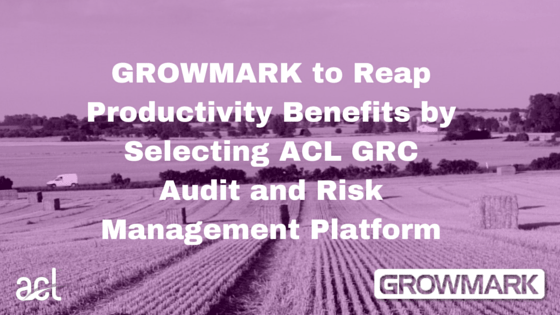 GROWMARK to Reap
Productivity Benefits by
Selecting ACL GRC
Audit and Risk
Management Platform
acl
GROWMARK